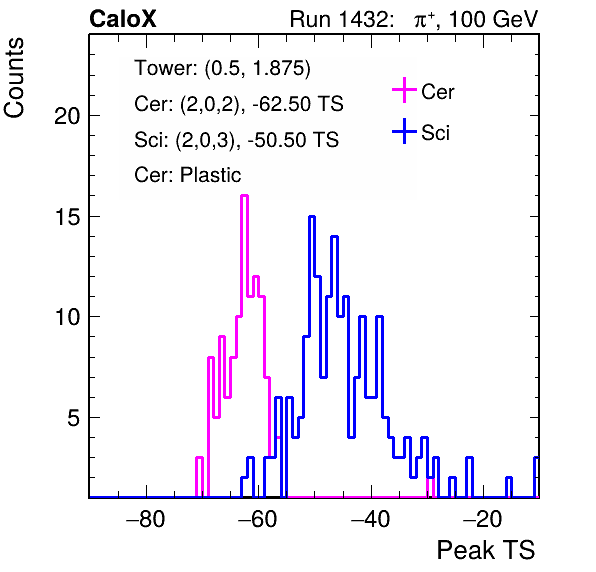 CaloX Run 1432: π⁺, 100 GeV
Counts
Tower: (0.5, 1.875)
Cer: (2,0,2), -62.50 TS
Sci: (2,0,3), -50.50 TS
Cer: Plastic
Cer
Sci
20
15
10
5
−80 −60 −40 −20
Peak TS